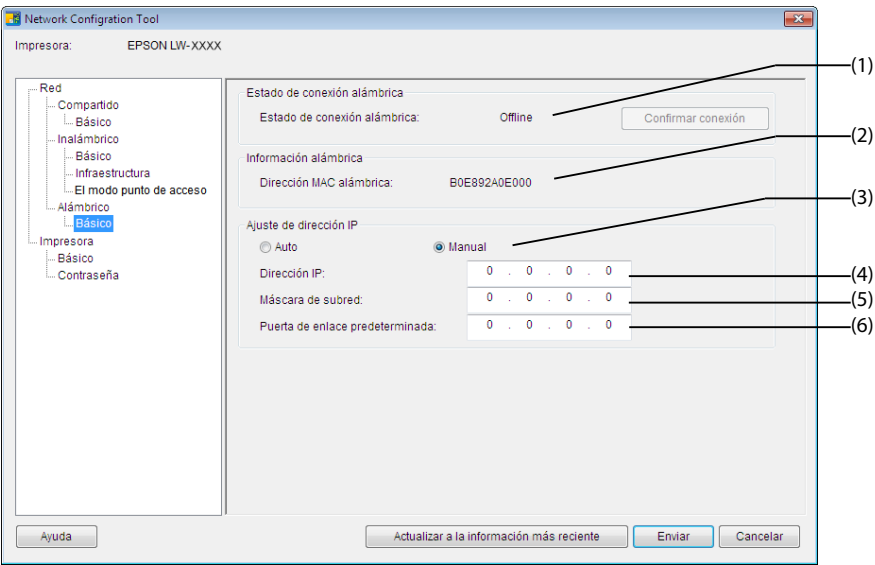 Network Configration Tool
Impresora: EPSON LW-XXXX
(1)
Red
Compartido
Básico
Inalámbrico
Básico
Infraestructura
El modo punto de acceso
Alámbrico
Básico
Impresora
Básico
Contraseña
Estado de conexión alámbrica
Estado de conexión alámbrica: Offline Confirmar conexión
(2)
Información alámbrica
Dirección MAC alámbrica: B0E892A0E000
(3)
Ajuste de dirección IP
Auto Manual
Dirección IP: 0 . 0 . 0 . 0 (4)
Máscara de subred: 0 . 0 . 0 . 0 (5)
Puerta de enlace predeterminada: 0 . 0 . 0 . 0 (6)
Ayuda Actualizar a la información más reciente Enviar Cancelar